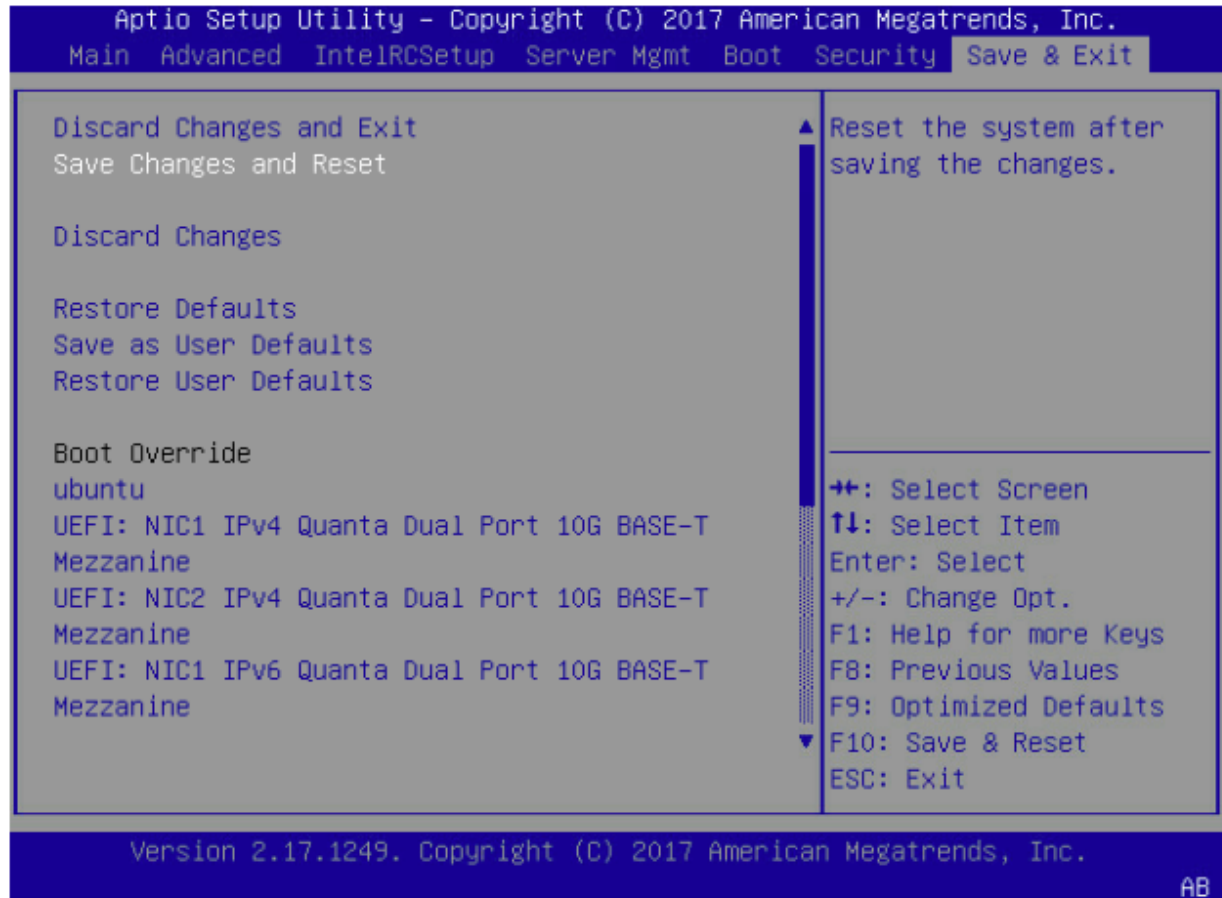 Aptio Setup Utility – Copyright (C) 2017 American Megatrends, Inc.
Main Advanced IntelRCSetup Server Mgmt Boot Security Save & Exit
Discard Changes and Exit
Save Changes and Reset
Discard Changes
Restore Defaults
Save as User Defaults
Restore User Defaults
Boot Override
ubuntu
UEFI: NIC1 IPv4 Quanta Dual Port 10G BASE-T
Mezzanine
UEFI: NIC2 IPv4 Quanta Dual Port 10G BASE-T
Mezzanine
UEFI: NIC1 IPv6 Quanta Dual Port 10G BASE-T
Mezzanine
Reset the system after
saving the changes.
→←: Select Screen
↑↓: Select Item
Enter: Select
+/-: Change Opt.
F1: Help for more Keys
F8: Previous Values
F9: Optimized Defaults
F10: Save & Reset
ESC: Exit
Version 2.17.1249. Copyright (C) 2017 American Megatrends, Inc.
AB